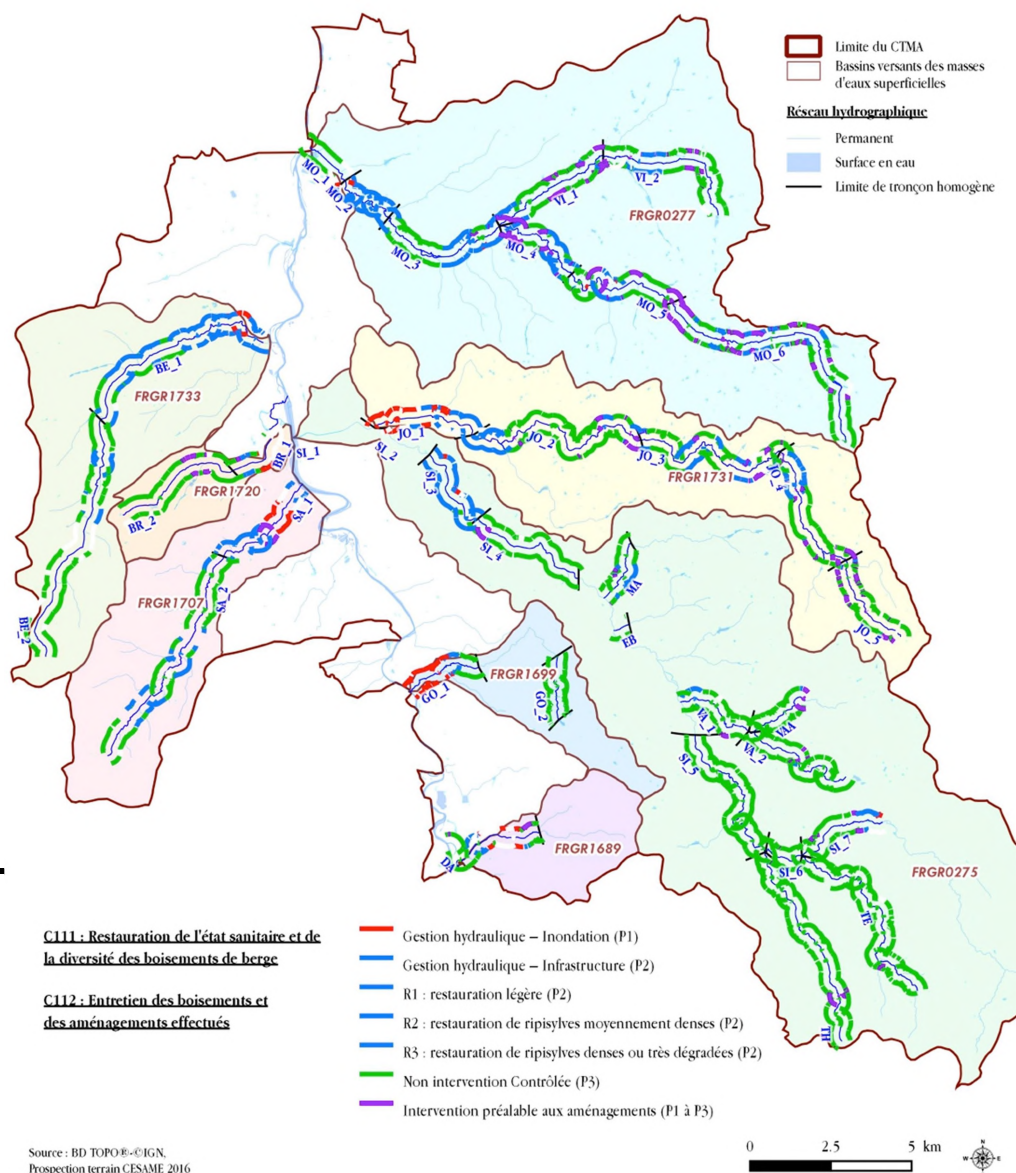 Limite du CTMA
Bassins versants des masses
d'eaux superficielles
Réseau hydrographique
Permanent
Surface en eau
Limite de tronçon homogène
MO_1
MO_2
MO_3
VI_1
VI_2
FRGR0277
MO_4
MO_5
MO_6
BE_1
FRGR1733
JO_1
SI_2
JO_2
JO_3
JO_4
FRGR1731
BR_1
SI_1
FRGR1720
BR_2
SI_3
SA_1
SI_4
FRGR1707
SA_2
MA
JO_5
BE_2
EB
GO_1
FRGR1699
GO_2
VA_1
VAA
VA_2
SI_5
DA
FRGR1689
SI_7
SI_6
FRGR0275
TE
TH
C111 : Restauration de l'état sanitaire et de
la diversité des boisements de berge
C112 : Entretien des boisements et
des aménagements effectués
Gestion hydraulique – Inondation (P1)
Gestion hydraulique – Infrastructure (P2)
R1 : restauration légère (P2)
R2 : restauration de ripisylves moyennement denses (P2)
R3 : restauration de ripisylves denses ou très dégradées (P2)
Non intervention Contrôlée (P3)
Intervention préalable aux aménagements (P1 à P3)
Source : BD TOPO®-©IGN,
Prospection terrain CESAME 2016
0 2.5 5 km
N
W E
S